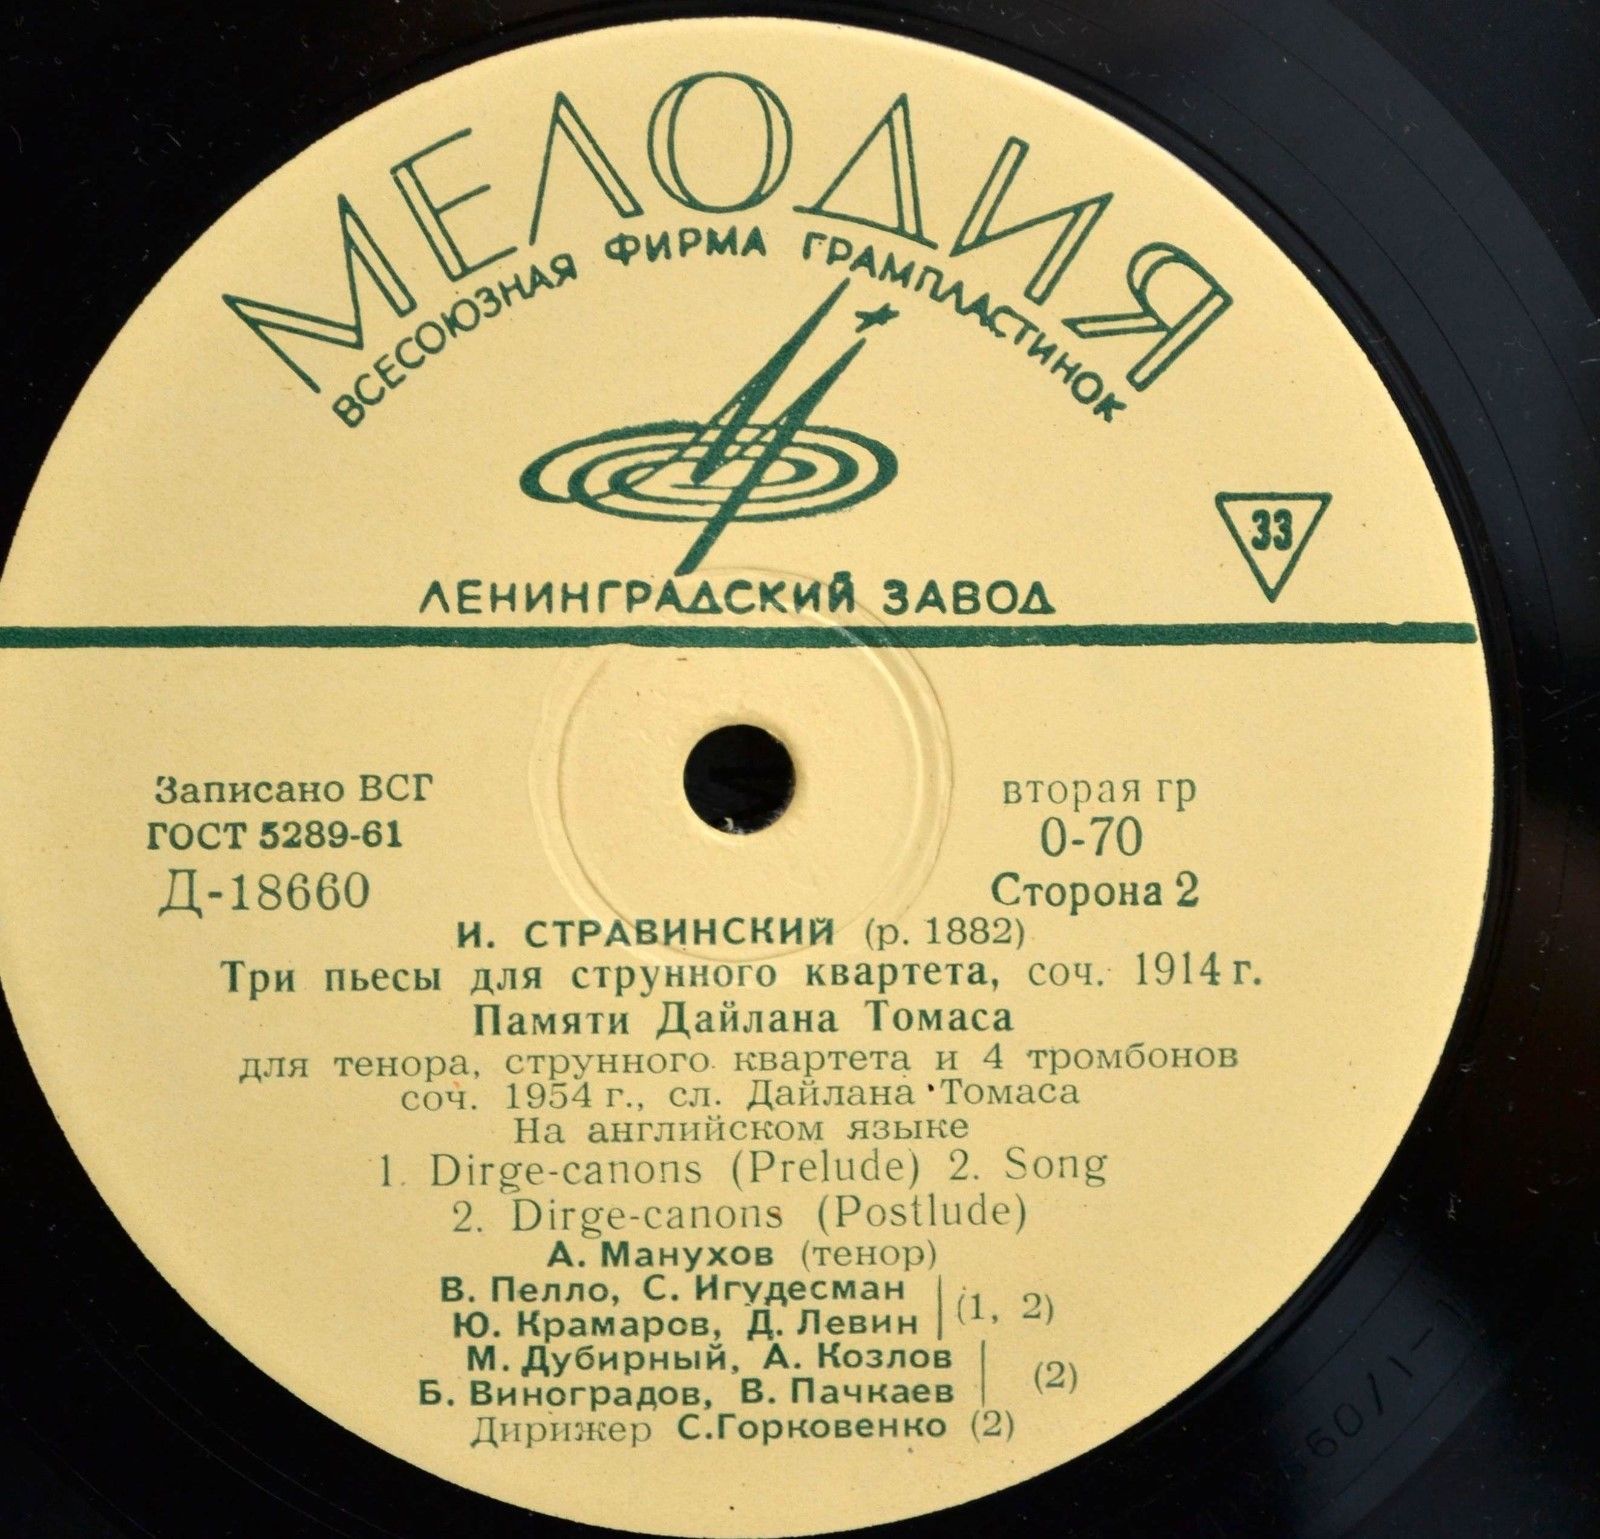 МЕЛОДИЯ
ВСЕСОЮЗНАЯ ФИРМА ГРАМПЛАСТИНОК
33
ЛЕНИНГРАДСКИЙ ЗАВОД
Записано ВСГ
ГОСТ 5289-61
Д-18660
вторая гр
0-70
Сторона 2
И. СТРАВИНСКИЙ (р. 1882)
Три пьесы для струнного квартета, соч. 1914 г.
Памяти Дайлана Томаса
для тенора, струнного квартета и 4 тромбонов
соч. 1954 г., сл. Дайлана Томаса
На английском языке
1. Dirge-canons (Prelude) 2. Song
2. Dirge-canons (Postlude)
А. Манухов (тенор)
В. Пелло, С. Игудесман
Ю. Крамаров, Д. Левин (1, 2)
М. Дубирный, А. Козлов
Б. Виноградов, В. Пачкаев (2)
Дирижер С.Горковенко (2)